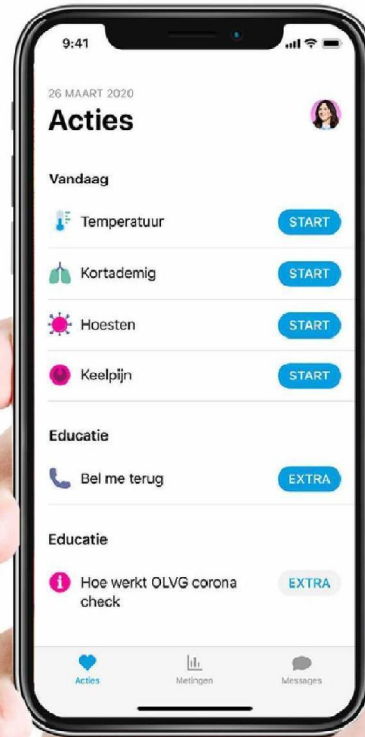 9:41
26 MAART 2020
Acties
Vandaag
Temperatuur START
Kortademig START
Hoesten START
Keelpijn START
Educatie
Bel me terug EXTRA
Educatie
Hoe werkt OLVG corona EXTRA
check
Acties Metingen Messages